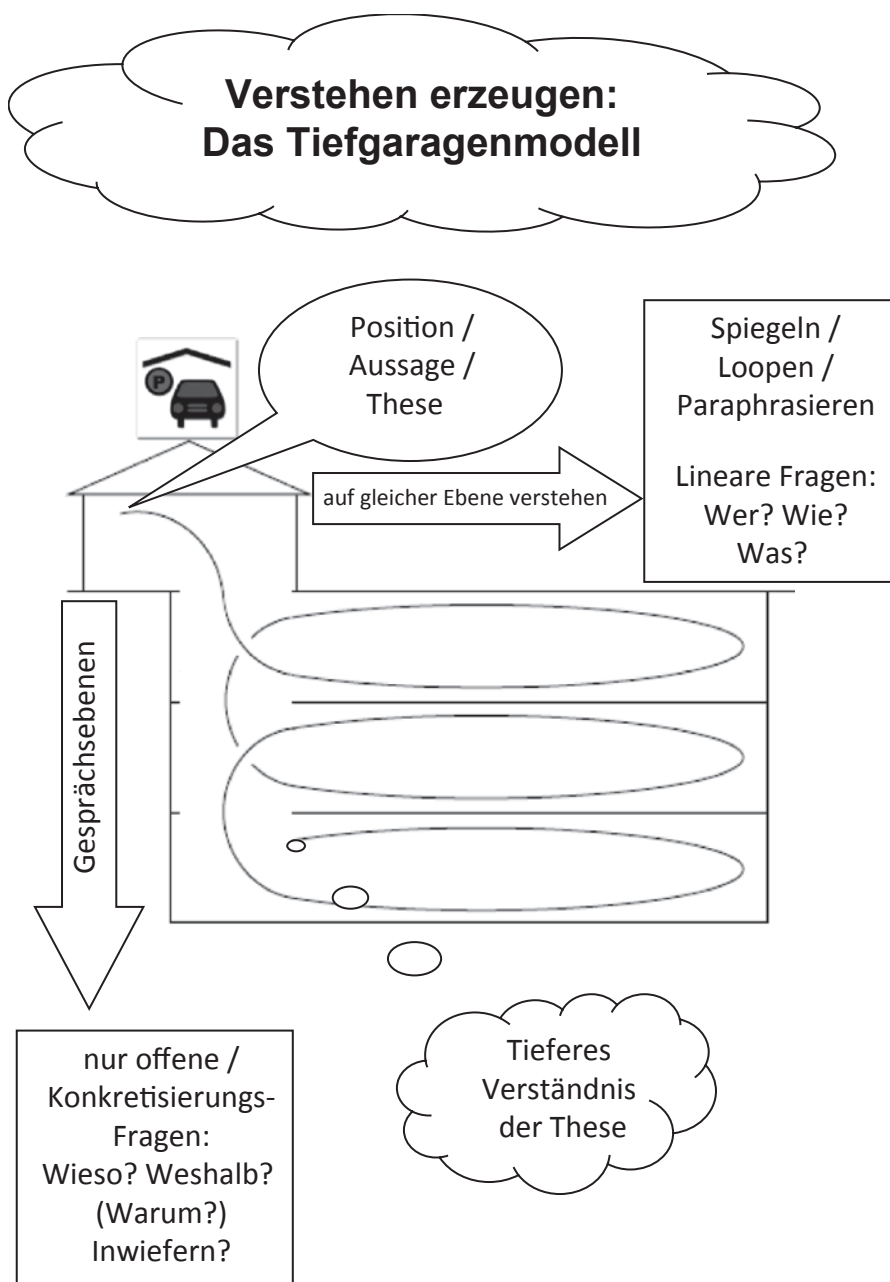 Verstehen erzeugen:
Das Tiefgaragenmodell
P
Position /
Aussage /
These
auf gleicher Ebene verstehen
Spiegeln /
Loopen /
Paraphrasieren
Lineare Fragen:
Wer? Wie?
Was?
Gesprächsebenen
nur offene /
Konkretisierungs-
Fragen:
Wieso? Weshalb?
(Warum?)
Inwiefern?
Tieferes
Verständnis
der These